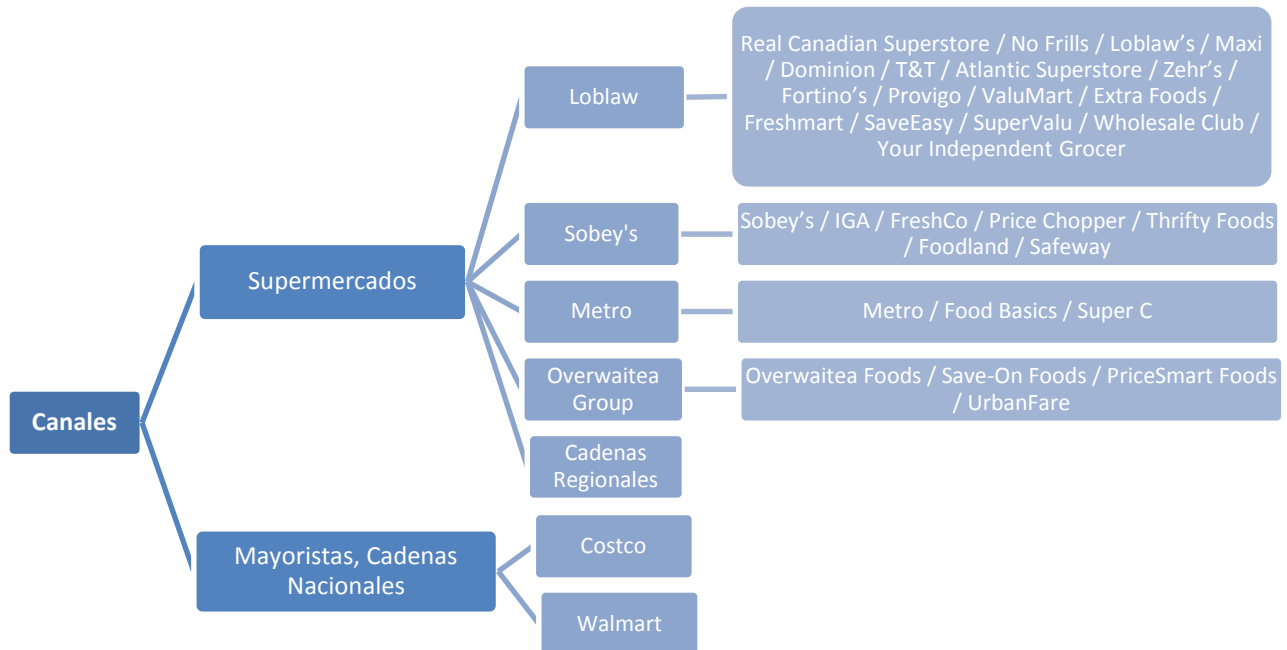 Canales
Supermercados
Loblaw
Real Canadian Superstore / No Frills / Loblaw’s / Maxi
/ Dominion / T&T / Atlantic Superstore / Zehr’s /
Fortino’s / Provigo / ValuMart / Extra Foods /
Freshmart / SaveEasy / SuperValu / Wholesale Club /
Your Independent Grocer
Sobey's
Sobey’s / IGA / FreshCo / Price Chopper / Thrifty Foods
/ Foodland / Safeway
Metro
Metro / Food Basics / Super C
Overwaitea
Group
Overwaitea Foods / Save-On Foods / PriceSmart Foods
/ UrbanFare
Cadenas
Regionales
Mayoristas, Cadenas
Nacionales
Costco
Walmart